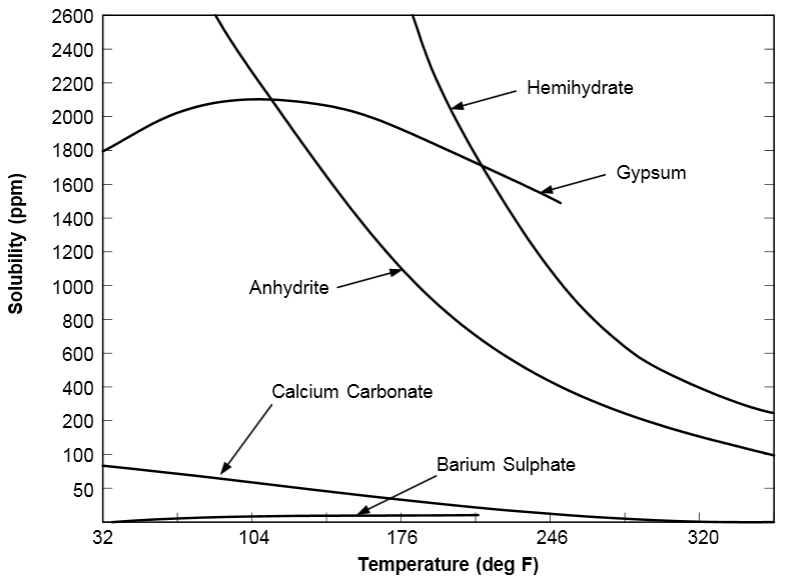 2600
2400
2200
2000
1800
1600
1400
1200
1000
800
600
400
200
100
50
Solubility (ppm)
Hemihydrate
Gypsum
Anhydrite
Calcium Carbonate
Barium Sulphate
32 104 176 246 320
Temperature (deg F)